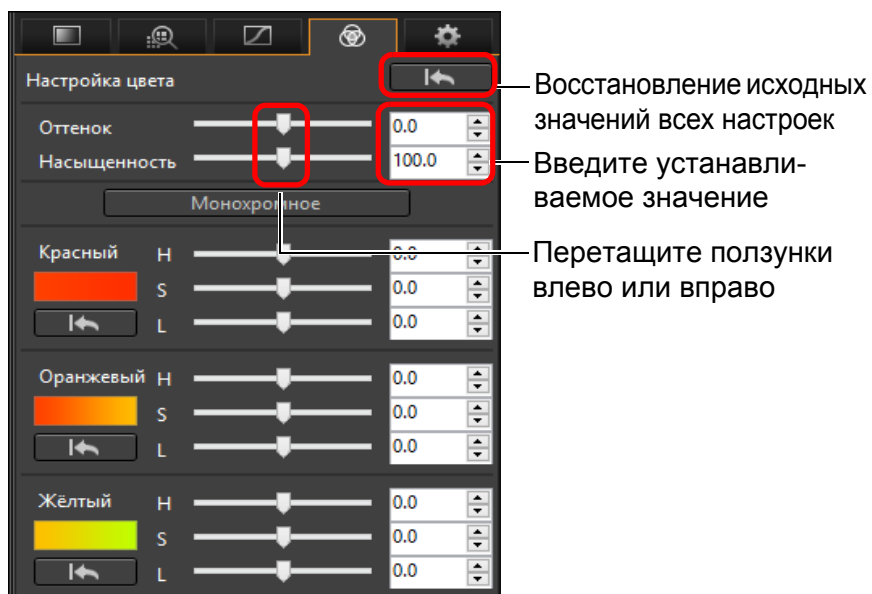 Настройка цвета
Восстановление исходных
значений всех настроек
Оттенок 0.0
Насыщенность 100.0
Введите устанавли-
ваемое значение
Монохромное
Перетащите ползунки
влево или вправо
Красный H 0.0
S 0.0
L 0.0
Оранжевый H 0.0
S 0.0
L 0.0
Жёлтый H 0.0
S 0.0
L 0.0